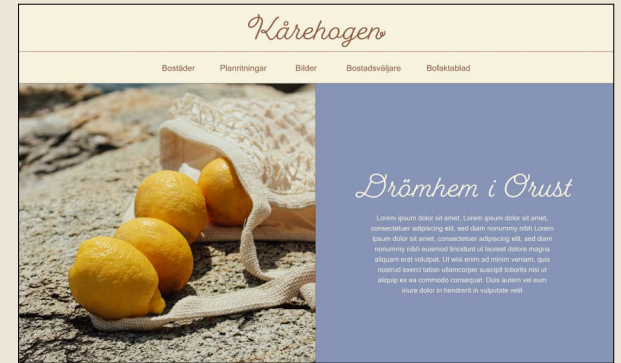 Kårehogen
Bostäder Planritningar Bilder Bostadsväljare Bofaktablad
Drömhem i Orust
Lorem ipsum dolor sit amet, Lorem ipsum dolor sit amet,
consectetuer adipiscing elit, sed diam nonummy nibh Lorem
ipsum dolor sit amet, consectetuer adipiscing elit, sed diam
nonummy nibh euismod tincidunt ut laoreet dolore magna
aliquam erat volutpat. Ut wisi enim ad minim veniam, quis
nostrud exerci tation ullamcorper suscipit lobortis nisl ut
aliquip ex ea commodo consequat. Duis autem vel eum
iriure dolor in hendrerit in vulputate velit